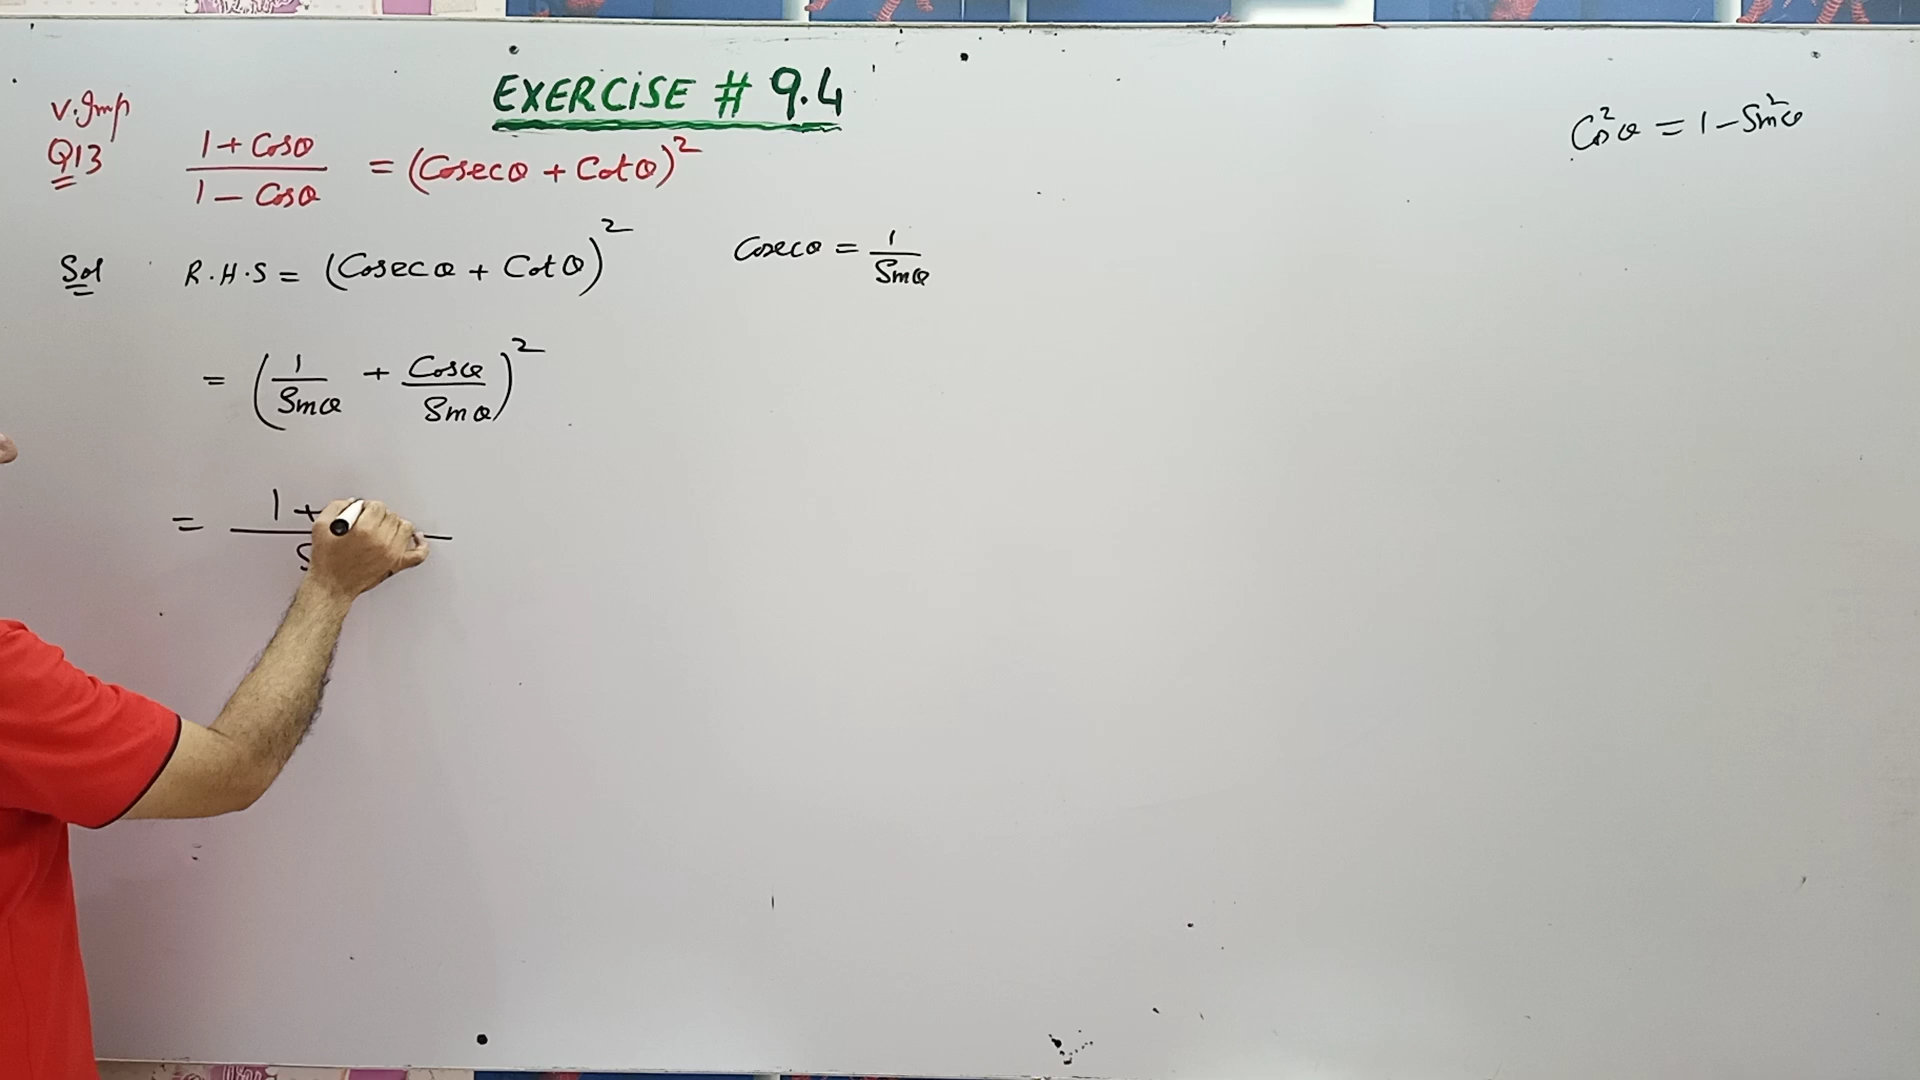 EXERCISE # 9.4
V.Imp
Q13 (1 + Cosθ)/(1 - Cosθ) = (Cosecθ + Cotθ)²
Cos²θ = 1 - Sin²θ
Sol R.H.S = (Cosecθ + Cotθ)²
Cosecθ = 1/Sinθ
= (1/Sinθ + Cosθ/Sinθ)²
= 1 +
S